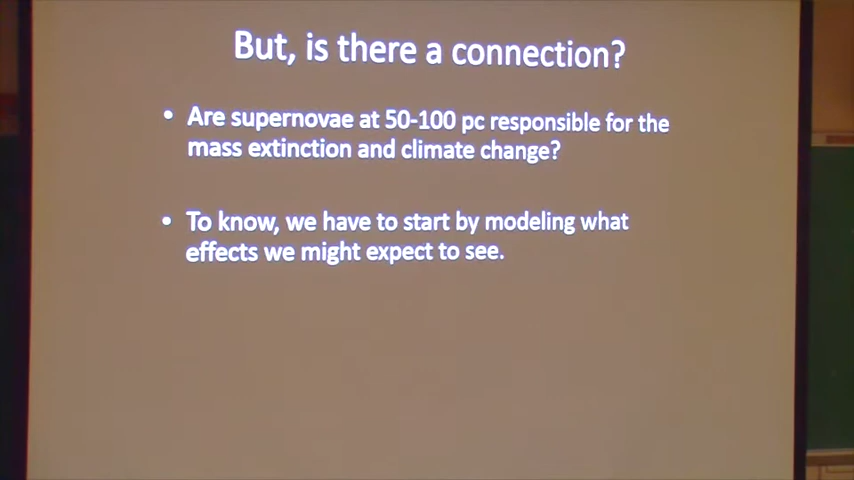 But, is there a connection?
• Are supernovae at 50-100 pc responsible for the
mass extinction and climate change?
• To know, we have to start by modeling what
effects we might expect to see.